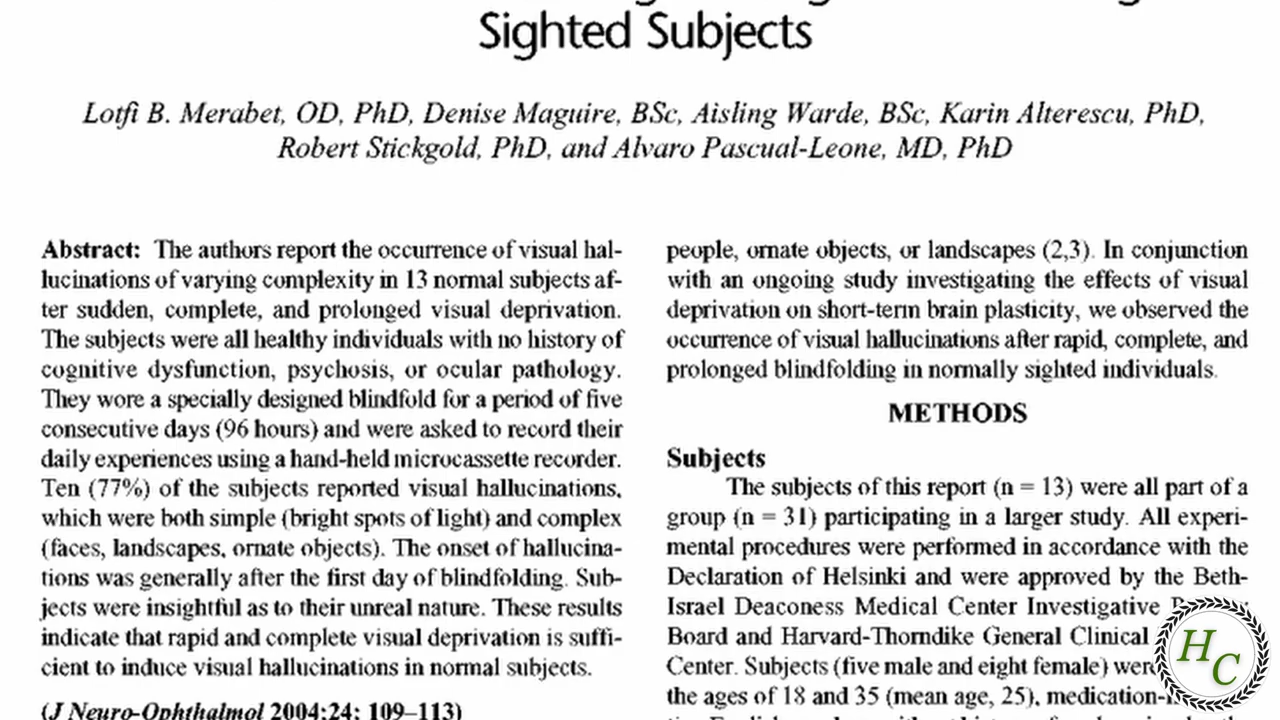 Sighted Subjects
Lotfi B. Merabet, OD, PhD, Denise Maguire, BSc, Aisling Warde, BSc, Karin Alterescu, PhD,
Robert Stickgold, PhD, and Alvaro Pascual-Leone, MD, PhD
Abstract: The authors report the occurrence of visual hal-
lucinations of varying complexity in 13 normal subjects af-
ter sudden, complete, and prolonged visual deprivation.
The subjects were all healthy individuals with no history of
cognitive dysfunction, psychosis, or ocular pathology.
They wore a specially designed blindfold for a period of five
consecutive days (96 hours) and were asked to record their
daily experiences using a hand-held microcassette recorder.
Ten (77%) of the subjects reported visual hallucinations,
which were both simple (bright spots of light) and complex
(faces, landscapes, ornate objects). The onset of hallucina-
tions was generally after the first day of blindfolding. Sub-
jects were insightful as to their unreal nature. These results
indicate that rapid and complete visual deprivation is suffi-
cient to induce visual hallucinations in normal subjects.
(J Neuro-Ophthalmol 2004;24: 109–113)
people, ornate objects, or landscapes (2,3). In conjunction
with an ongoing study investigating the effects of visual
deprivation on short-term brain plasticity, we observed the
occurrence of visual hallucinations after rapid, complete, and
prolonged blindfolding in normally sighted individuals.
METHODS
Subjects
The subjects of this report (n = 13) were all part of a
group (n = 31) participating in a larger study. All experi-
mental procedures were performed in accordance with the
Declaration of Helsinki and were approved by the Beth-
Israel Deaconess Medical Center Investigative
Board and Harvard-Thorndike General Clinical
Center. Subjects (five male and eight female) were
the ages of 18 and 35 (mean age, 25), medication-
HC